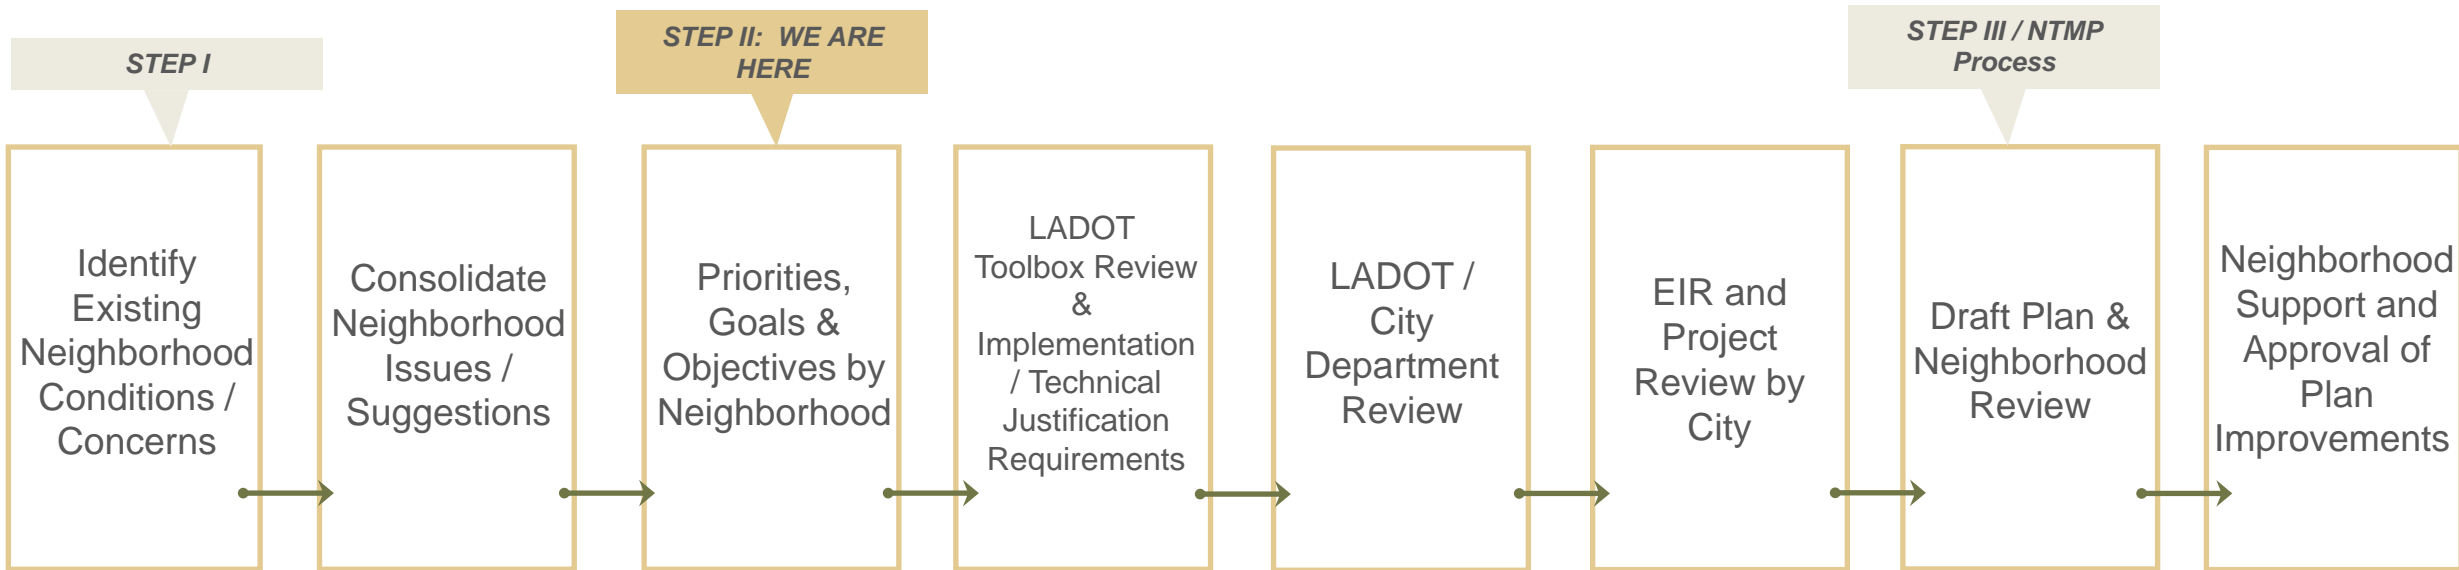 STEP I
STEP II:  WE ARE
HERE
STEP III / NTMP
Process
Identify
Existing
Neighborhood
Conditions /
Concerns
Consolidate
Neighborhood
Issues /
Suggestions
Priorities,
Goals &
Objectives by
Neighborhood
LADOT
Toolbox Review
&
Implementation
/ Technical
Justification
Requirements
LADOT /
City
Department
Review
EIR and
Project
Review by
City
Draft Plan &
Neighborhood
Review
Neighborhood
Support and
Approval of
Plan
Improvements